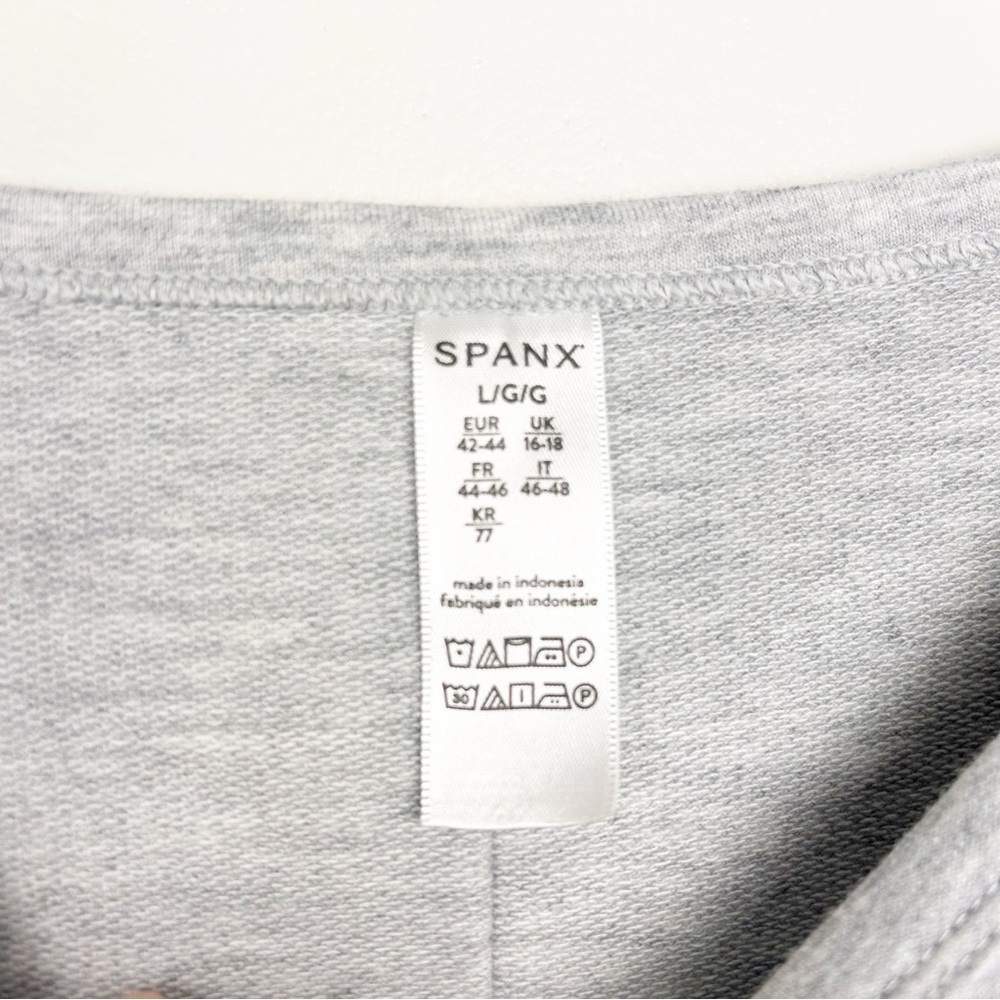 SPANX
L/G/G
EUR UK
42-44 16-18
FR IT
44-46 46-48
KR
77
made in indonesia
fabriqué en indonésie
P
30 P